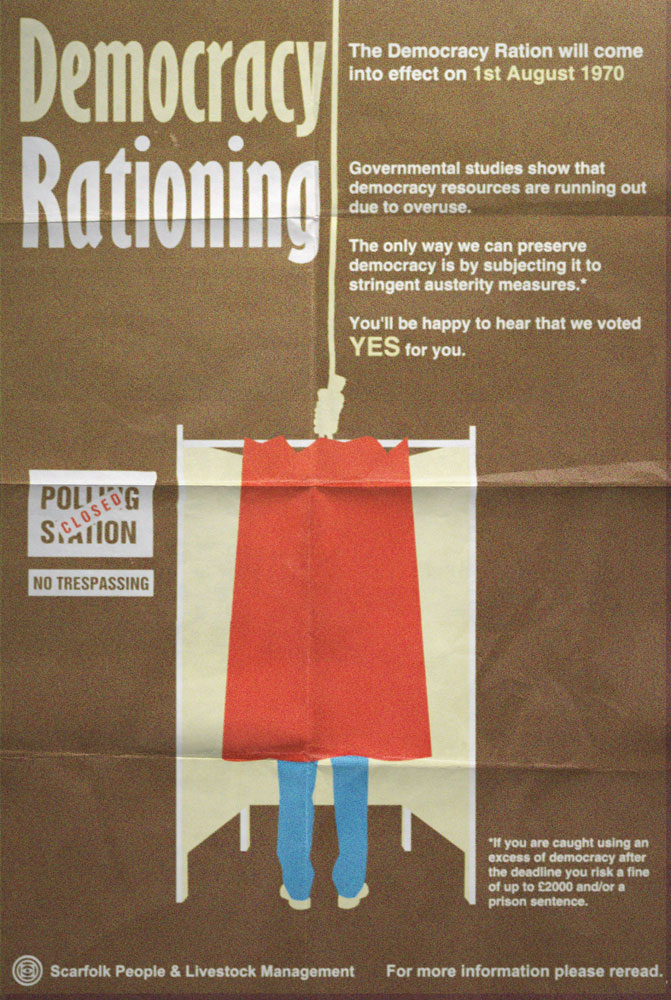 Democracy
Rationing
The Democracy Ration will come
into effect on 1st August 1970
Governmental studies show that
democracy resources are running out
due to overuse.
The only way we can preserve
democracy is by subjecting it to
stringent austerity measures.*
You'll be happy to hear that we voted
YES for you.
POLLING
STATION
CLOSED
NO TRESPASSING
*If you are caught using an
excess of democracy after
the deadline you risk a fine
of up to £2000 and/or a
prison sentence.
Scarfolk People & Livestock Management
For more information please reread.